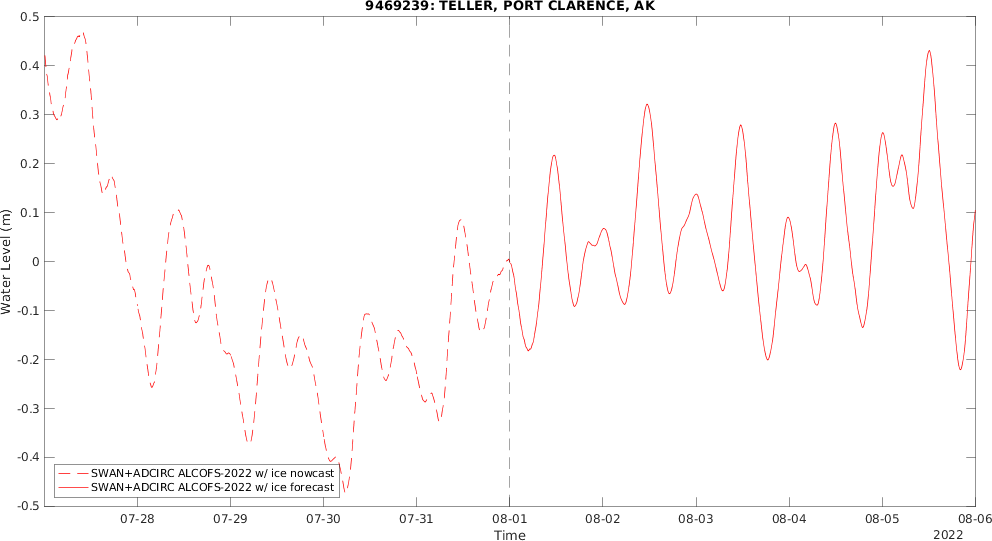 9469239: TELLER, PORT CLARENCE, AK
0.5
0.4
0.3
0.2
0.1
0
-0.1
-0.2
-0.3
-0.4
-0.5
Water Level (m)
SWAN+ADCIRC ALCOFS-2022 w/ ice nowcast
SWAN+ADCIRC ALCOFS-2022 w/ ice forecast
07-28 07-29 07-30 07-31 08-01 08-02 08-03 08-04 08-05 08-06
Time
2022